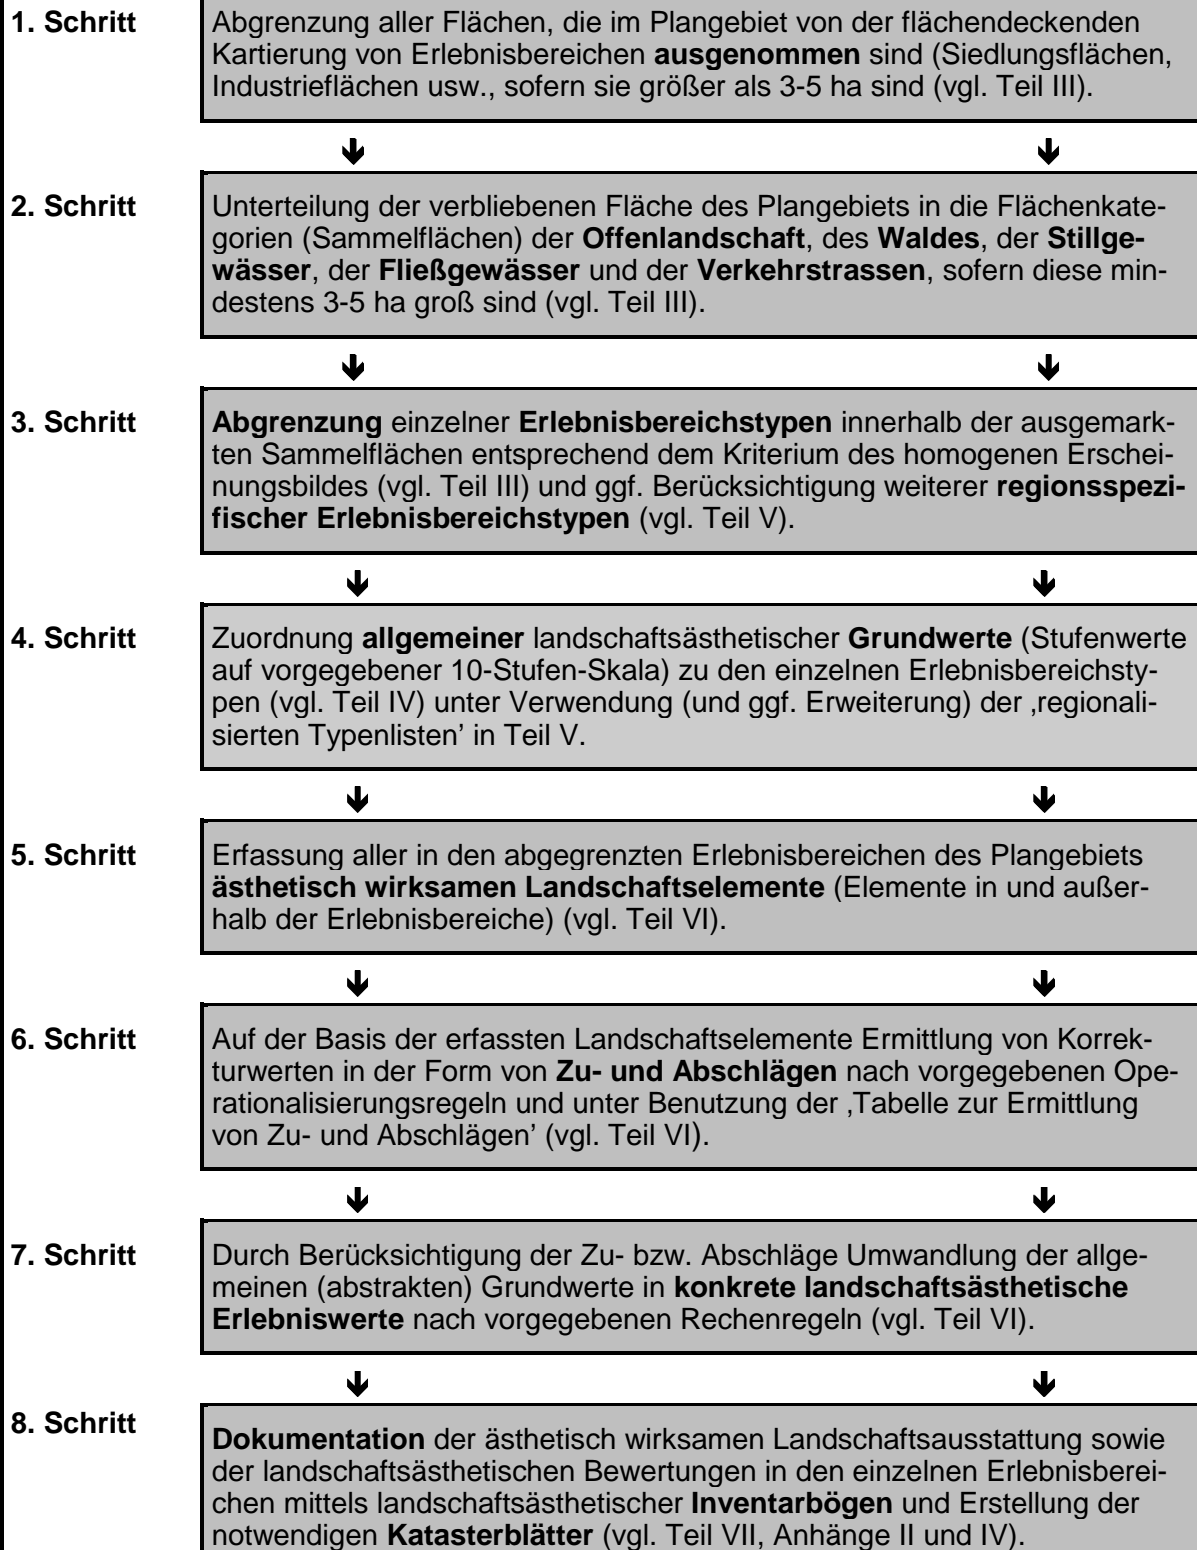 1. Schritt Abgrenzung aller Flächen, die im Plangebiet von der flächendeckenden
Kartierung von Erlebnisbereichen ausgenommen sind (Siedlungsflächen,
Industrieflächen usw., sofern sie größer als 3-5 ha sind (vgl. Teil III).
2. Schritt Unterteilung der verbliebenen Fläche des Plangebiets in die Flächenkate-
gorien (Sammelflächen) der Offenlandschaft, des Waldes, der Stillge-
wässer, der Fließgewässer und der Verkehrstrassen, sofern diese min-
destens 3-5 ha groß sind (vgl. Teil III).
3. Schritt Abgrenzung einzelner Erlebnisbereichstypen innerhalb der ausgemark-
ten Sammelflächen entsprechend dem Kriterium des homogenen Erschei-
nungsbildes (vgl. Teil III) und ggf. Berücksichtigung weiterer regionsspezi-
fischer Erlebnisbereichstypen (vgl. Teil V).
4. Schritt Zuordnung allgemeiner landschaftsästhetischer Grundwerte (Stufenwerte
auf vorgegebener 10-Stufen-Skala) zu den einzelnen Erlebnisbereichsty-
pen (vgl. Teil IV) unter Verwendung (und ggf. Erweiterung) der ‚regionali-
sierten Typenlisten’ in Teil V.
5. Schritt Erfassung aller in den abgegrenzten Erlebnisbereichen des Plangebiets
ästhetisch wirksamen Landschaftselemente (Elemente in und außer-
halb der Erlebnisbereiche) (vgl. Teil VI).
6. Schritt Auf der Basis der erfassten Landschaftselemente Ermittlung von Korrek-
turwerten in der Form von Zu- und Abschlägen nach vorgegebenen Ope-
rationalisierungsregeln und unter Benutzung der ‚Tabelle zur Ermittlung
von Zu- und Abschlägen’ (vgl. Teil VI).
7. Schritt Durch Berücksichtigung der Zu- bzw. Abschläge Umwandlung der allge-
meinen (abstrakten) Grundwerte in konkrete landschaftsästhetische
Erlebniswerte nach vorgegebenen Rechenregeln (vgl. Teil VI).
8. Schritt Dokumentation der ästhetisch wirksamen Landschaftsausstattung sowie
der landschaftsästhetischen Bewertungen in den einzelnen Erlebnisberei-
chen mittels landschaftsästhetischer Inventarbögen und Erstellung der
notwendigen Katasterblätter (vgl. Teil VII, Anhänge II und IV).